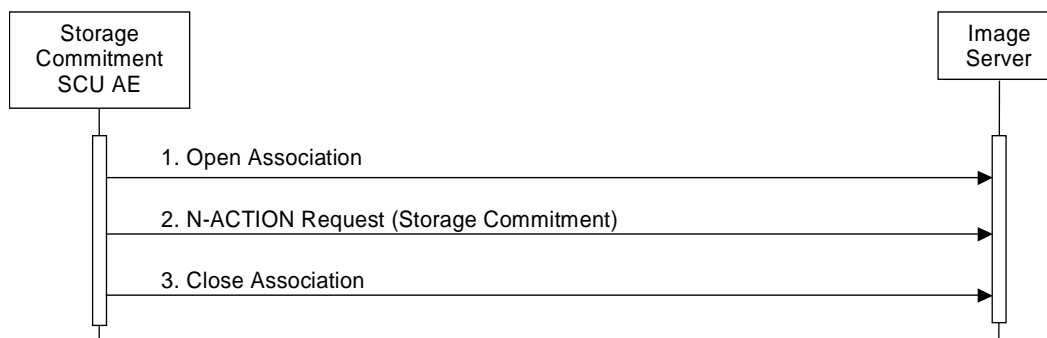 Storage
Commitment
SCU AE
Image
Server
1. Open Association
2. N-ACTION Request (Storage Commitment)
3. Close Association